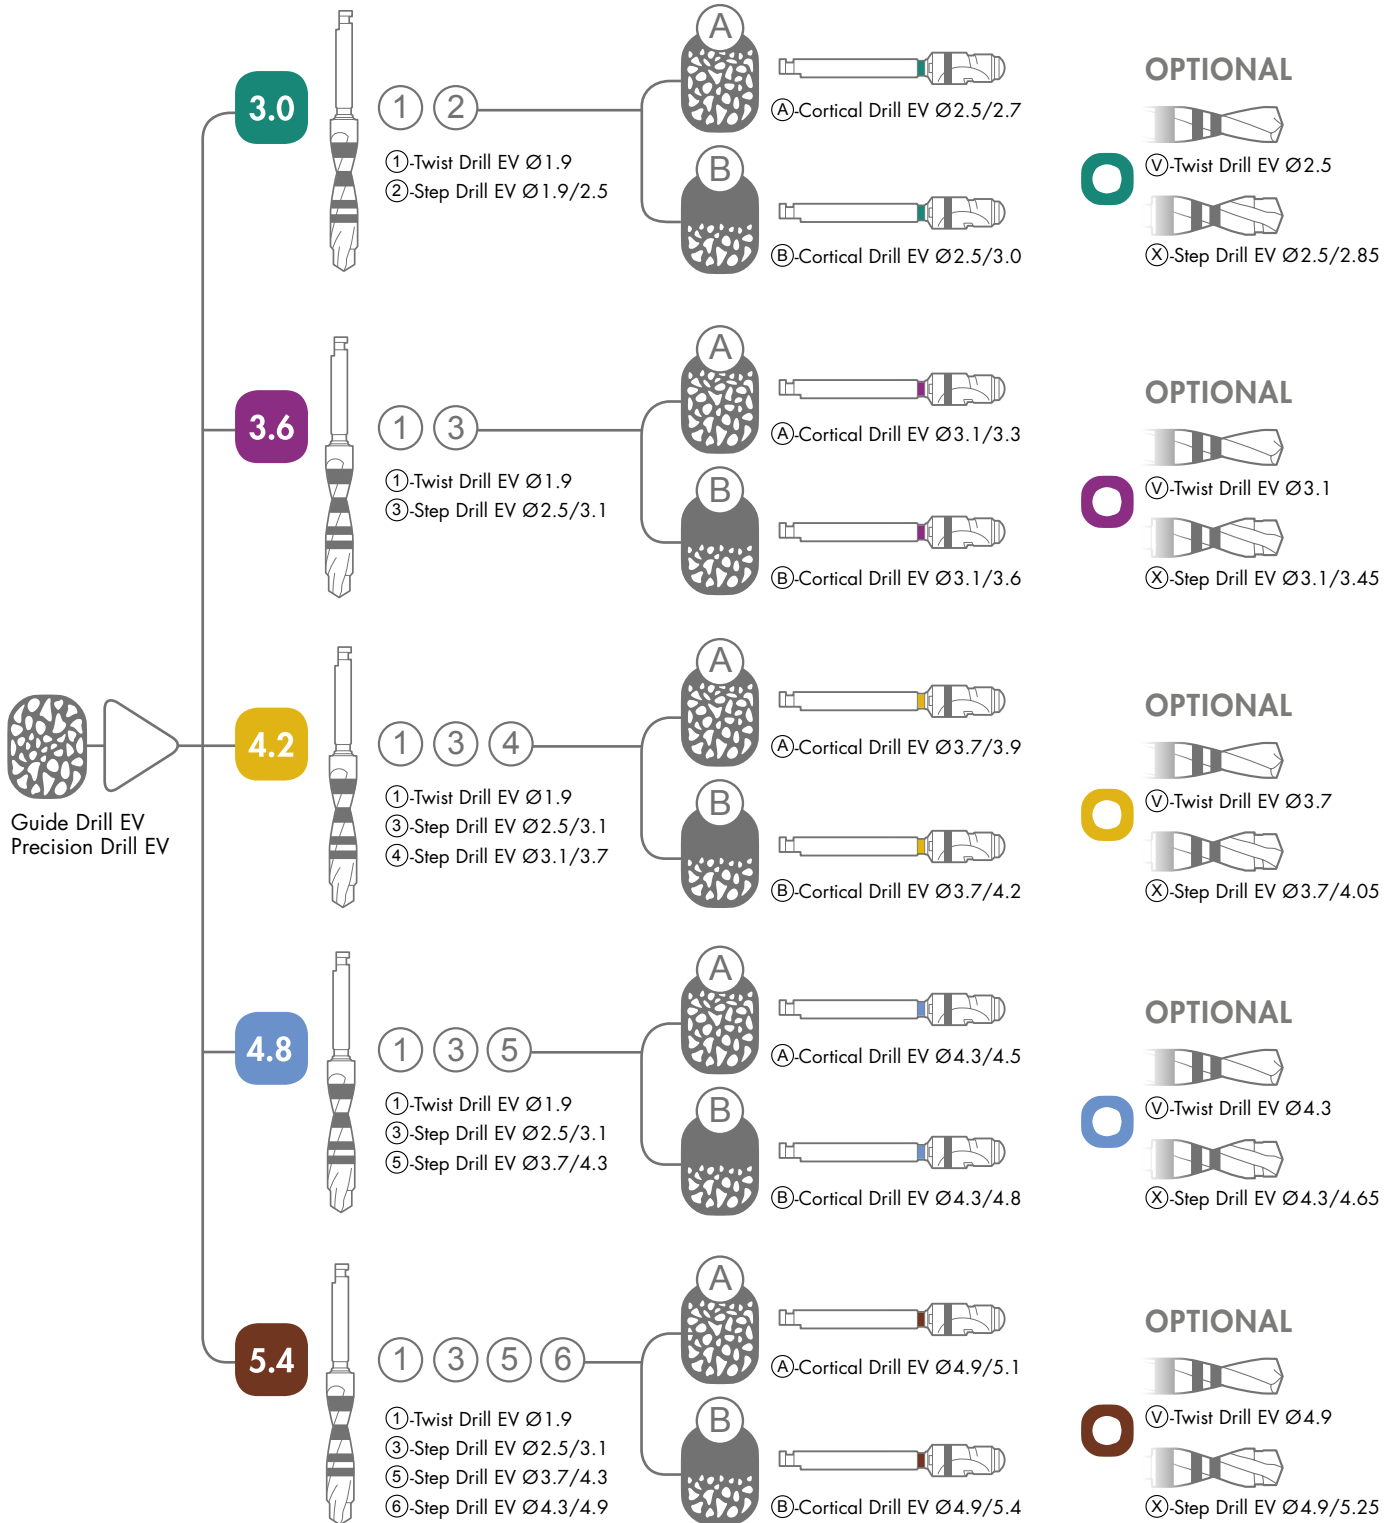 Guide Drill EV
Precision Drill EV
3.0
1 2
①-Twist Drill EV Ø1.9
②-Step Drill EV Ø1.9/2.5
A
Ⓐ-Cortical Drill EV Ø2.5/2.7
B
Ⓑ-Cortical Drill EV Ø2.5/3.0
OPTIONAL
Ⓥ-Twist Drill EV Ø2.5
Ⓧ-Step Drill EV Ø2.5/2.85
3.6
1 3
①-Twist Drill EV Ø1.9
③-Step Drill EV Ø2.5/3.1
A
Ⓐ-Cortical Drill EV Ø3.1/3.3
B
Ⓑ-Cortical Drill EV Ø3.1/3.6
OPTIONAL
Ⓥ-Twist Drill EV Ø3.1
Ⓧ-Step Drill EV Ø3.1/3.45
4.2
1 3 4
①-Twist Drill EV Ø1.9
③-Step Drill EV Ø2.5/3.1
④-Step Drill EV Ø3.1/3.7
A
Ⓐ-Cortical Drill EV Ø3.7/3.9
B
Ⓑ-Cortical Drill EV Ø3.7/4.2
OPTIONAL
Ⓥ-Twist Drill EV Ø3.7
Ⓧ-Step Drill EV Ø3.7/4.05
4.8
1 3 5
①-Twist Drill EV Ø1.9
③-Step Drill EV Ø2.5/3.1
⑤-Step Drill EV Ø3.7/4.3
A
Ⓐ-Cortical Drill EV Ø4.3/4.5
B
Ⓑ-Cortical Drill EV Ø4.3/4.8
OPTIONAL
Ⓥ-Twist Drill EV Ø4.3
Ⓧ-Step Drill EV Ø4.3/4.65
5.4
1 3 5 6
①-Twist Drill EV Ø1.9
③-Step Drill EV Ø2.5/3.1
⑤-Step Drill EV Ø3.7/4.3
⑥-Step Drill EV Ø4.3/4.9
A
Ⓐ-Cortical Drill EV Ø4.9/5.1
B
Ⓑ-Cortical Drill EV Ø4.9/5.4
OPTIONAL
Ⓥ-Twist Drill EV Ø4.9
Ⓧ-Step Drill EV Ø4.9/5.25